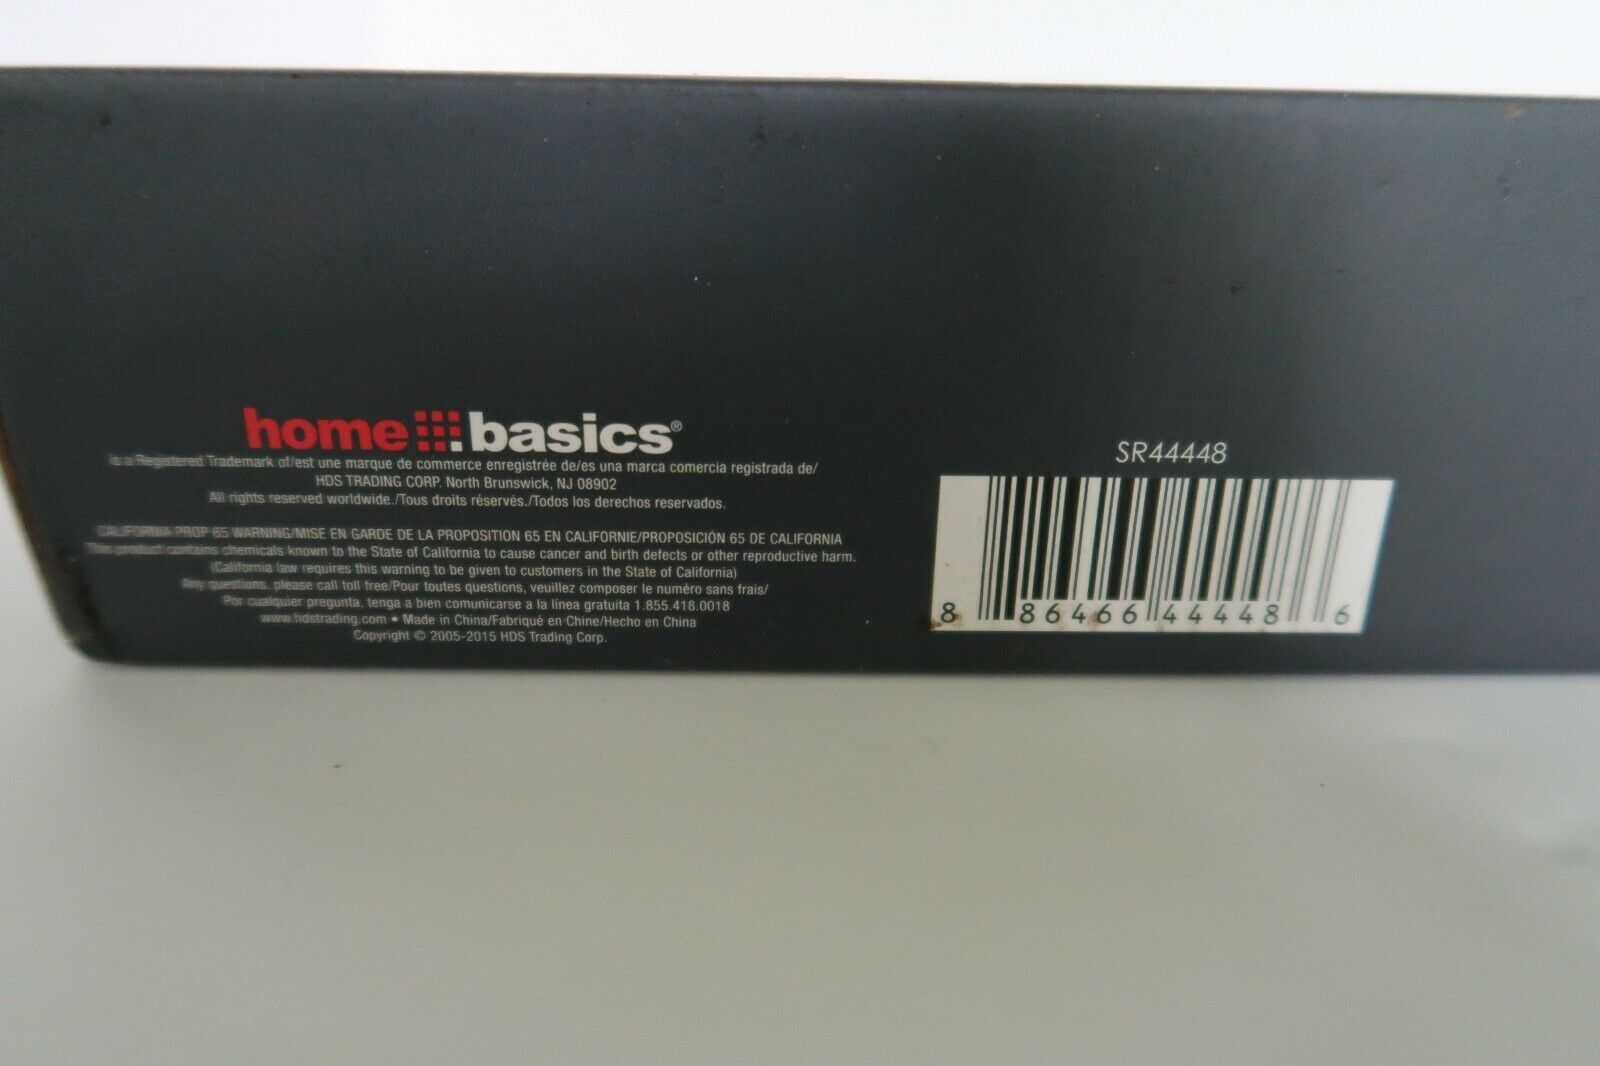 home basics®
is a Registered Trademark of/est une marque de commerce enregistrée de/es una marca comercia registrada de/
HDS TRADING CORP. North Brunswick, NJ 08902
All rights reserved worldwide./Tous droits réservés./Todos los derechos reservados.
CALIFORNIA PROP 65 WARNING/MISE EN GARDE DE LA PROPOSITION 65 EN CALIFORNIE/PROPOSICIÓN 65 DE CALIFORNIA
This product contains chemicals known to the State of California to cause cancer and birth defects or other reproductive harm.
(California law requires this warning to be given to customers in the State of California)
Any questions, please call toll free/Pour toutes questions, veuillez composer le numéro sans frais/
Por cualquier pregunta, tenga a bien comunicarse a la línea gratuita 1.855.418.0018
www.hdstrading.com • Made in China/Fabriqué en Chine/Hecho en China
Copyright © 2005-2015 HDS Trading Corp.
SR44448
8 86466 44448 6